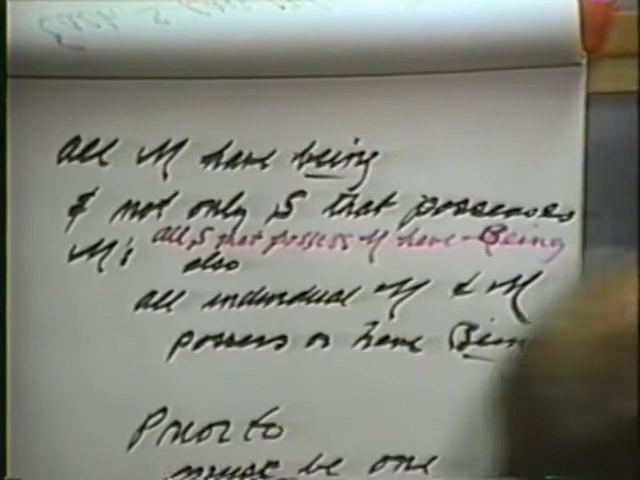 all M have being
& not only S that possesses
M; all S that possess M have Being
also
all individual M & M
possess or have Bein
Prior to
must be one